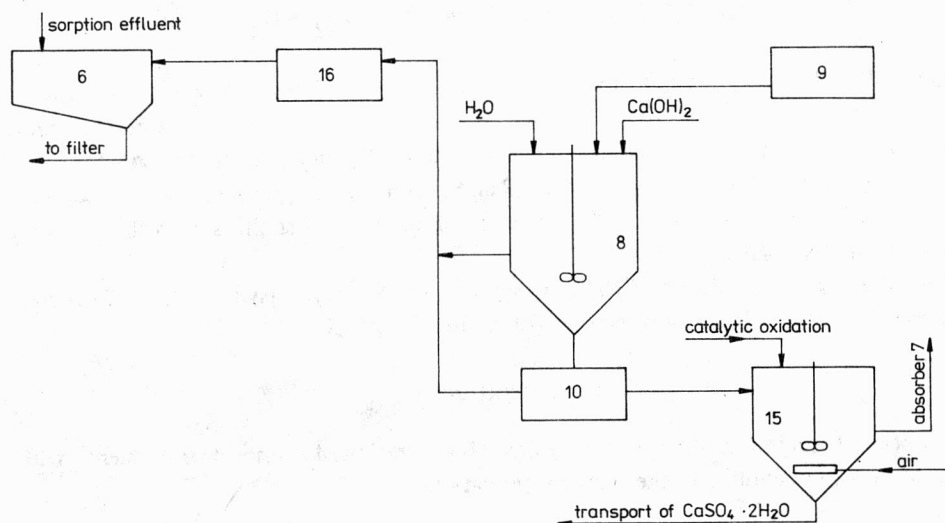 sorption effluent
6
16
9
H₂O
Ca(OH)₂
to filter
8
catalytic oxidation
10
15
absorber 7
air
transport of CaSO₄ · 2H₂O